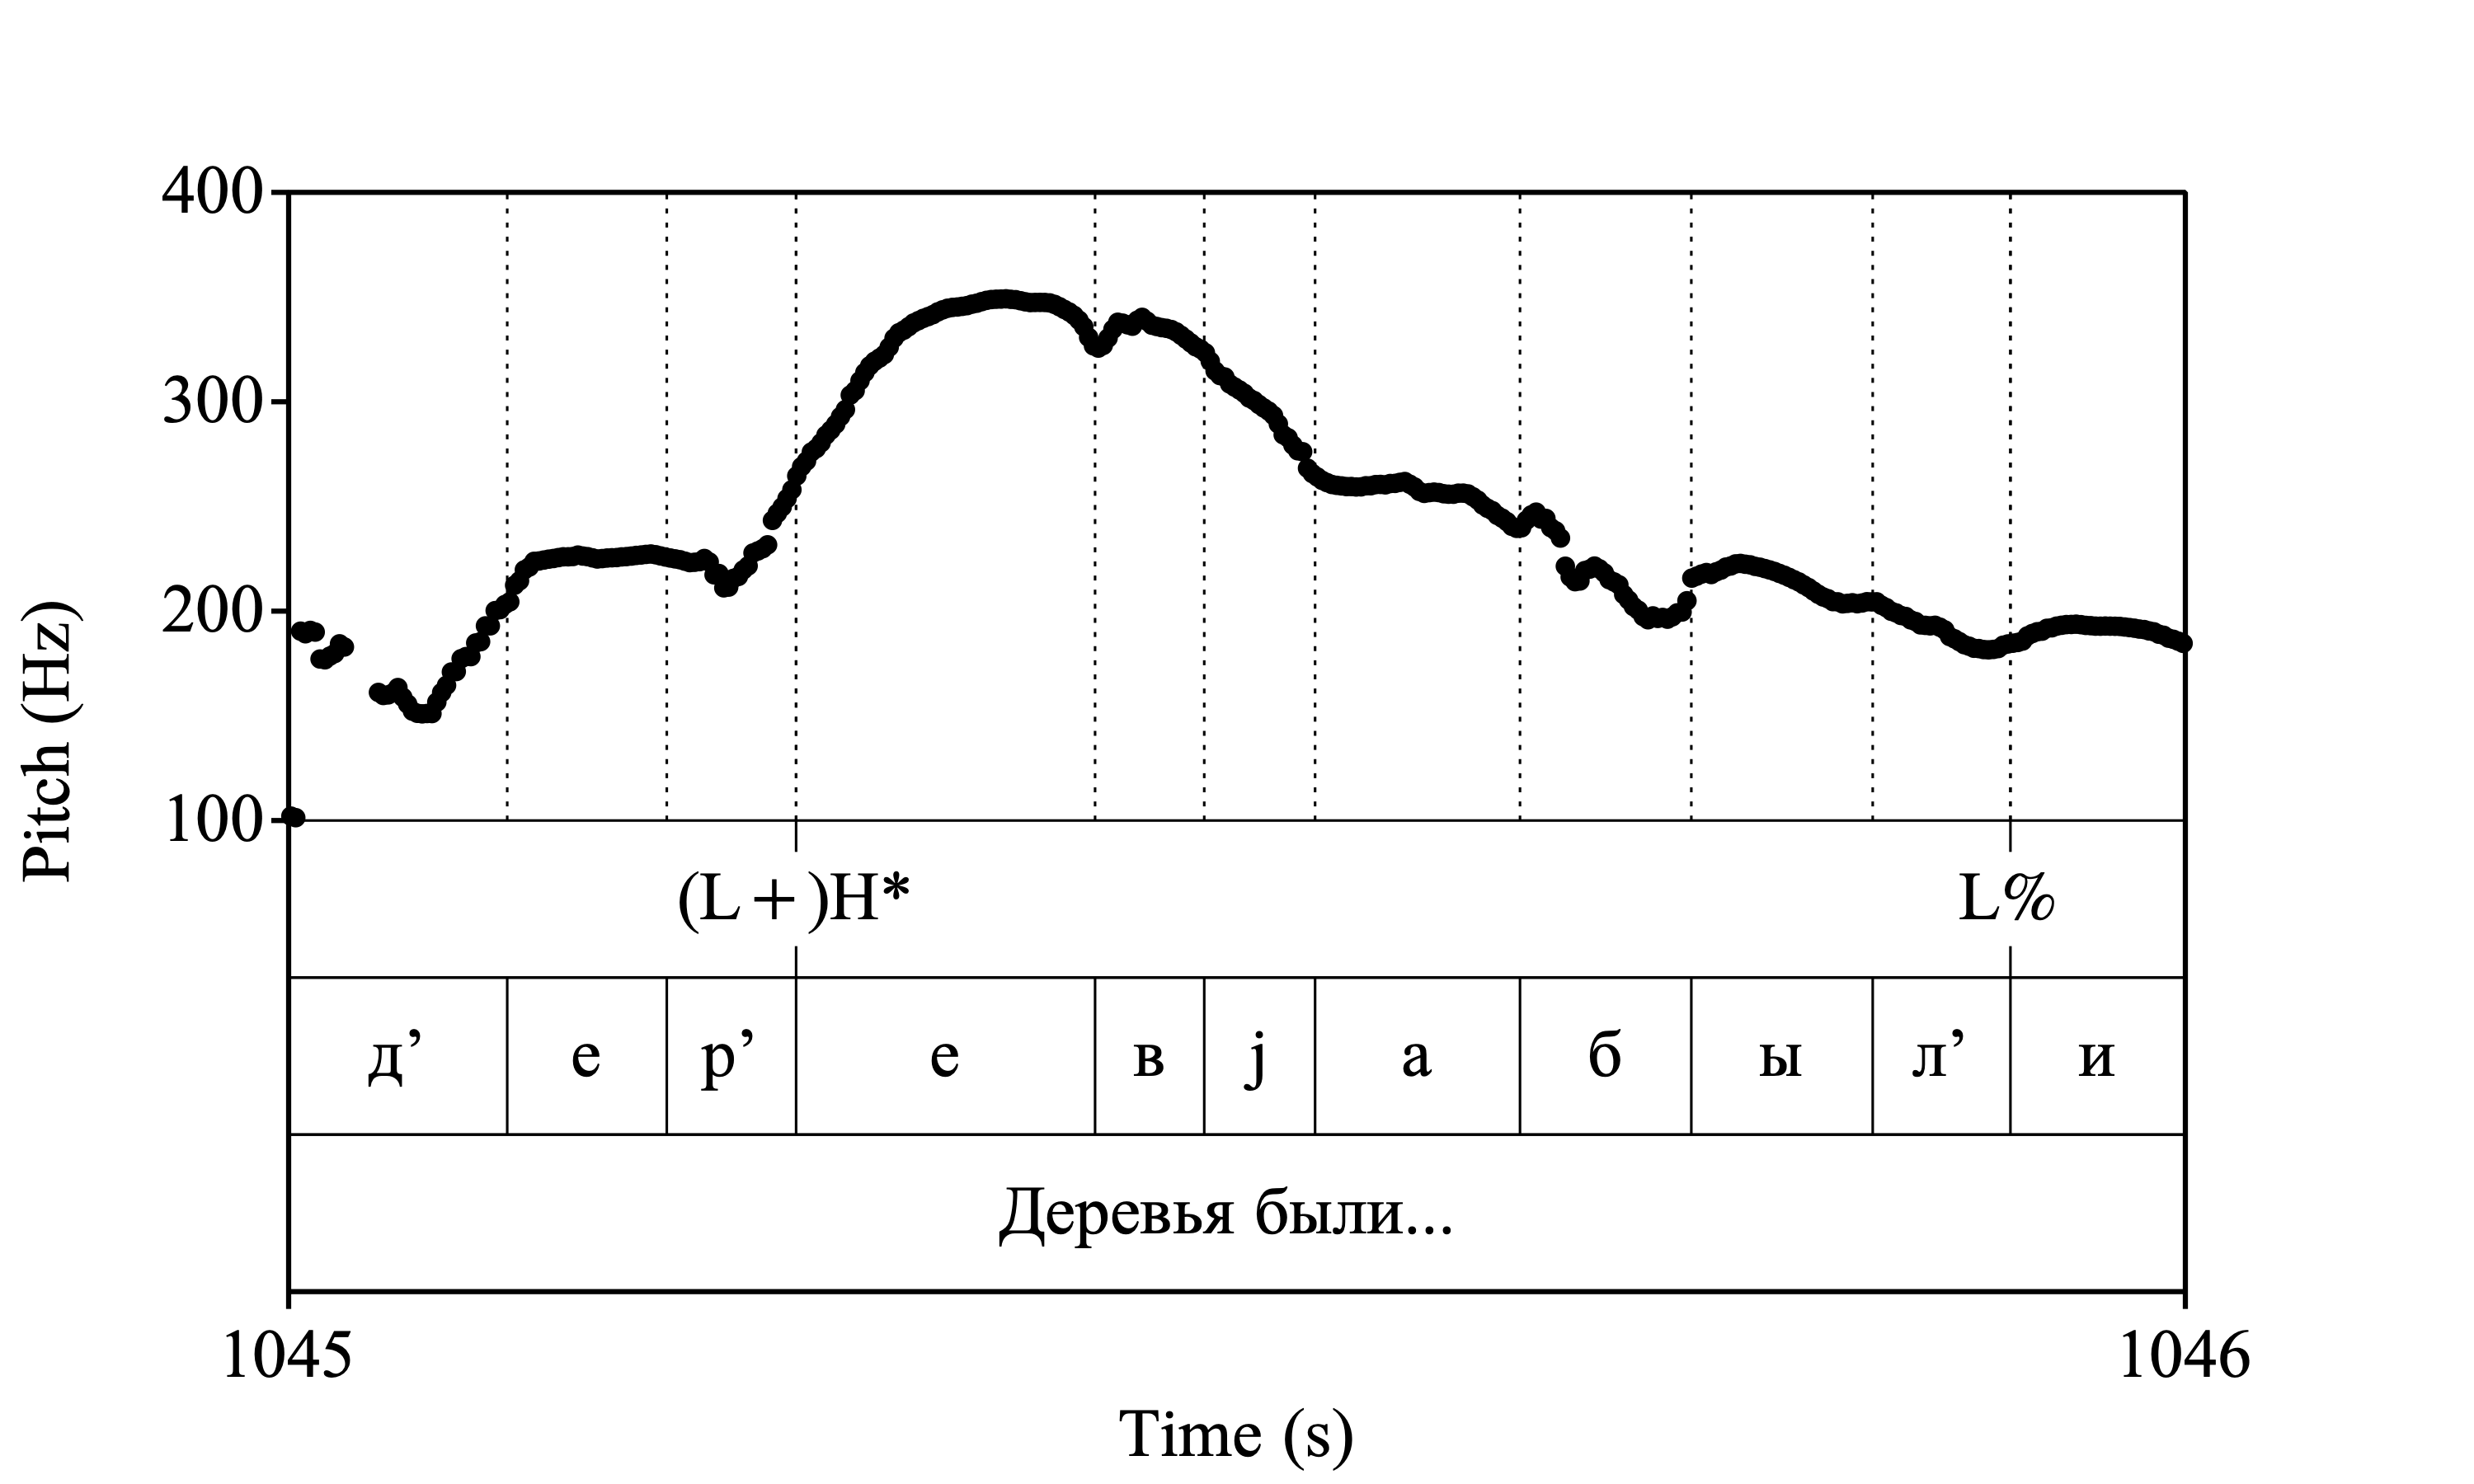 400
300
200
100
Pitch (Hz)
(L+)H* L%
д’ е р’ е в j а б ы л’ и
Деревья были...
1045 1046
Time (s)